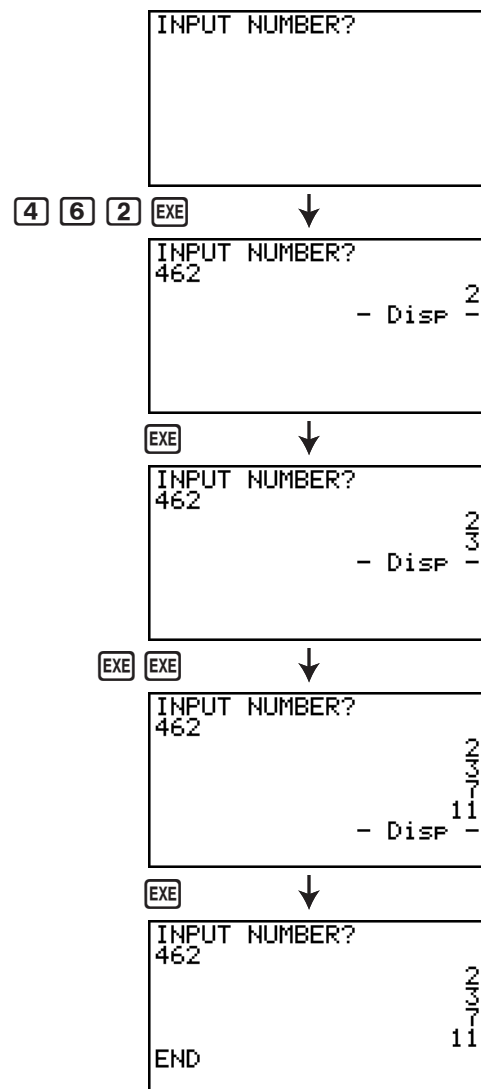 INPUT NUMBER?
4 6 2 EXE
INPUT NUMBER?
462
2
- Disp -
EXE
INPUT NUMBER?
462
2
3
- Disp -
EXE EXE
INPUT NUMBER?
462
2
3
7
11
- Disp -
EXE
INPUT NUMBER?
462
2
3
7
11
END